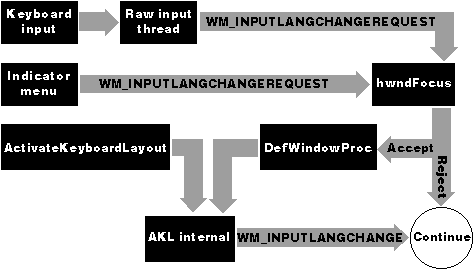 Keyboard
input
Raw input
thread
WM_INPUTLANGCHANGEREQUEST
Indicator
menu
WM_INPUTLANGCHANGEREQUEST
hwndFocus
ActivateKeyboardLayout
DefWindowProc
Accept
Reject
AKL internal
WM_INPUTLANGCHANGE
Continue